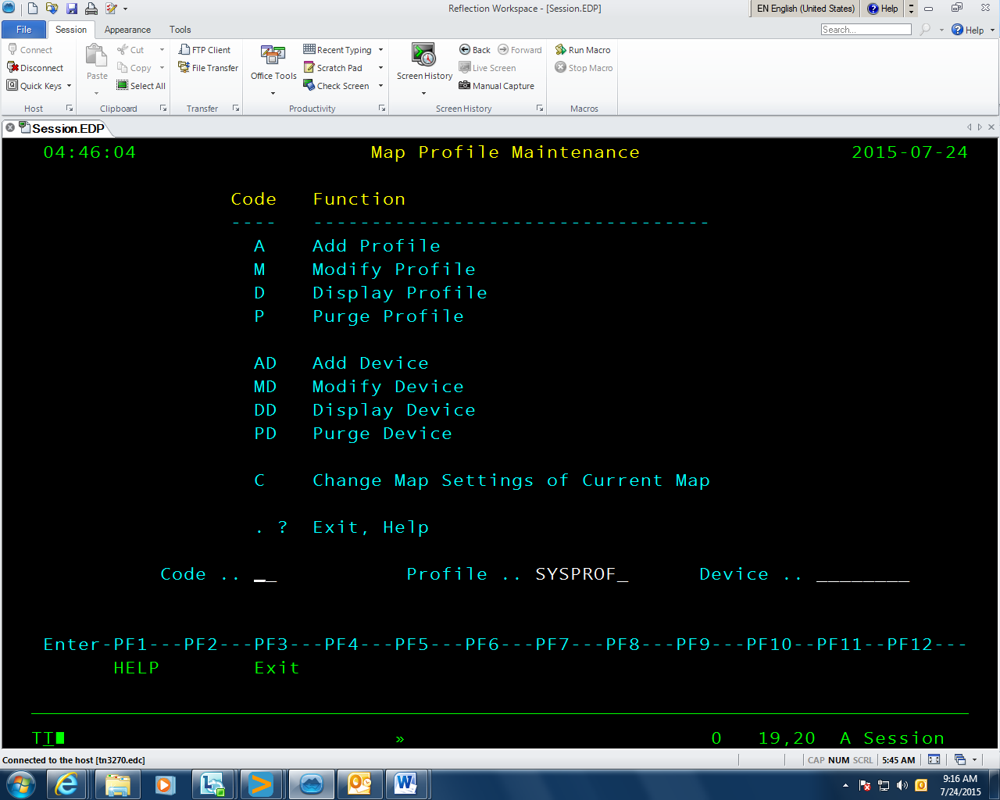 Reflection Workspace - [Session.EDP]
EN English (United States) Help
File Session Appearance Tools
Search... Help
Connect
Disconnect
Quick Keys
Host
Paste
Cut
Copy
Select All
Clipboard
FTP Client
File Transfer
Transfer
Office Tools
Recent Typing
Scratch Pad
Check Screen
Productivity
Screen History
Back Forward
Live Screen
Manual Capture
Screen History
Run Macro
Stop Macro
Macros
Session.EDP
04:46:04 Map Profile Maintenance 2015-07-24
Code Function
---- ----------------------------------
A Add Profile
M Modify Profile
D Display Profile
P Purge Profile
AD Add Device
MD Modify Device
DD Display Device
PD Purge Device
C Change Map Settings of Current Map
. ? Exit, Help
Code .. __ Profile .. SYSPROF_ Device .. ________
Enter-PF1---PF2---PF3---PF4---PF5---PF6---PF7---PF8---PF9---PF10--PF11--PF12---
HELP Exit
TT » 0 19,20 A Session
Connected to the host [tn3270.edc] CAP NUM SCRL 5:45 AM
9:16 AM
7/24/2015